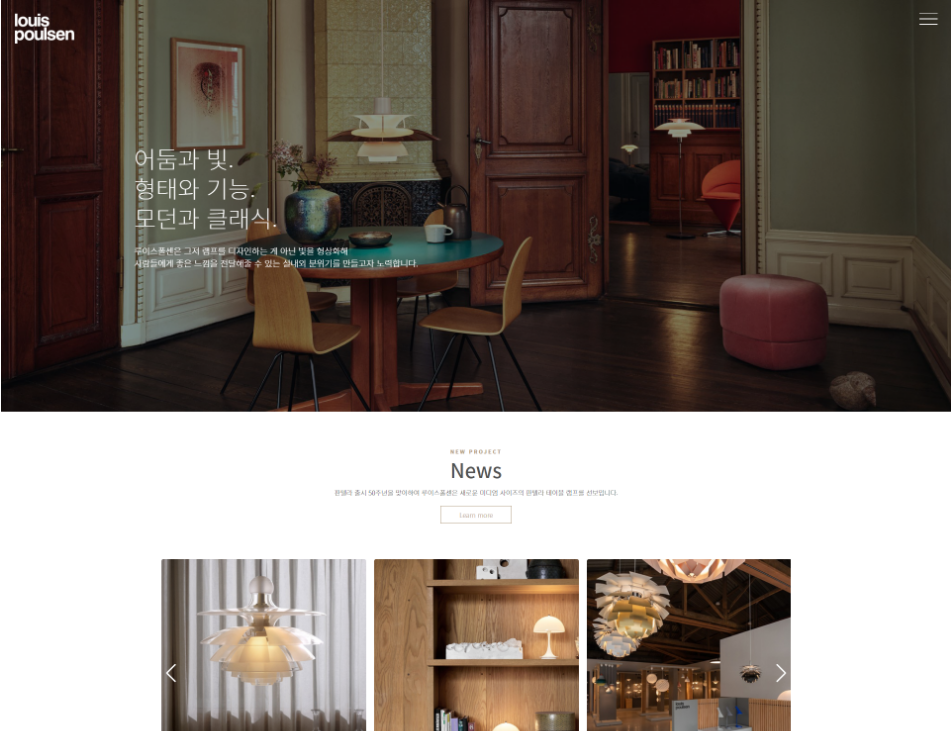 louis
poulsen
어둠과 빛.
형태와 기능.
모던과 클래식.
루이스폴센은 그저 램프를 디자인하는 게 아닌 빛을 형상화해
사람들에게 좋은 느낌을 전달해줄 수 있는 실내외 분위기를 만들고자 노력합니다.
NEW PROJECT
News
판텔라 출시 50주년을 맞이하여 루이스폴센은 새로운 미디엄 사이즈의 판텔라 테이블 램프를 선보입니다.
Learn more
louis
poulsen